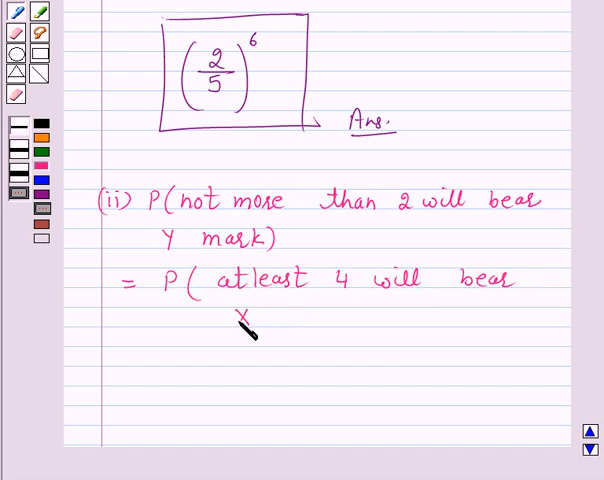 (2/5)^6
Ans.
(ii) P(not more than 2 will bear
Y mark)
= P( atleast 4 will bear
X